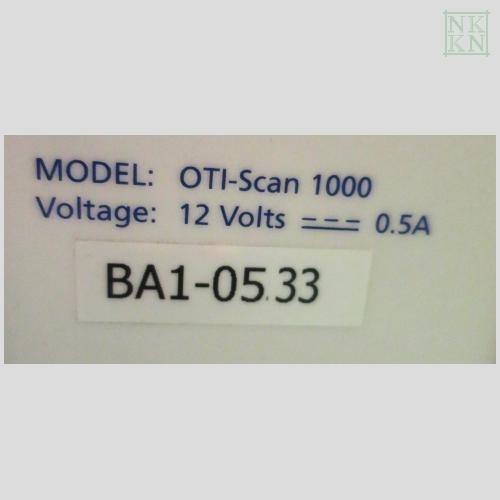 NK
KN
MODEL: OTI-Scan 1000
Voltage: 12 Volts ⎓ 0.5A
BA1-05.33